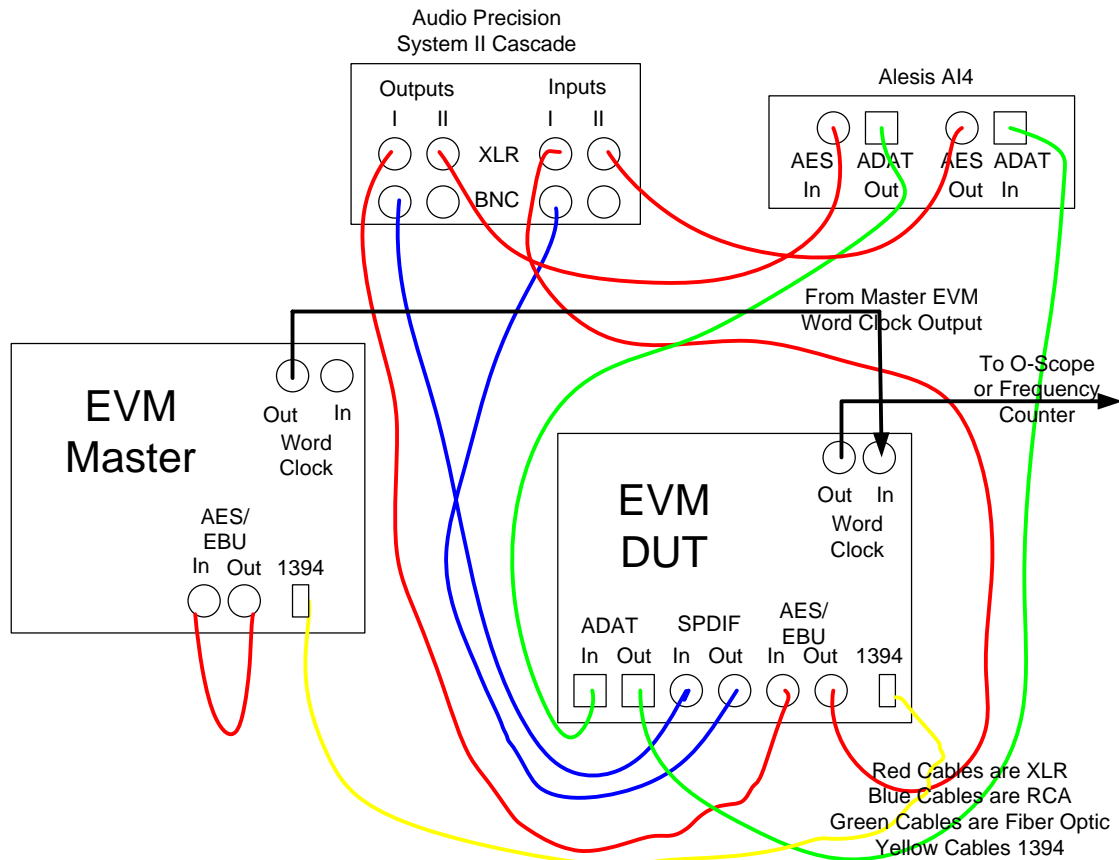 Audio Precision
System II Cascade
Outputs
Inputs
I
II
I
II
XLR
BNC
Alesis AI4
AES
In
ADAT
Out
AES
Out
ADAT
In
From Master EVM
Word Clock Output
To O-Scope
or Frequency
Counter
EVM
Master
Out
In
Word
Clock
AES/
EBU
In
Out
1394
EVM
DUT
Out
In
Word
Clock
ADAT
In
Out
SPDIF
In
Out
AES/
EBU
In
Out
1394
Red Cables are XLR
Blue Cables are RCA
Green Cables are Fiber Optic
Yellow Cables 1394